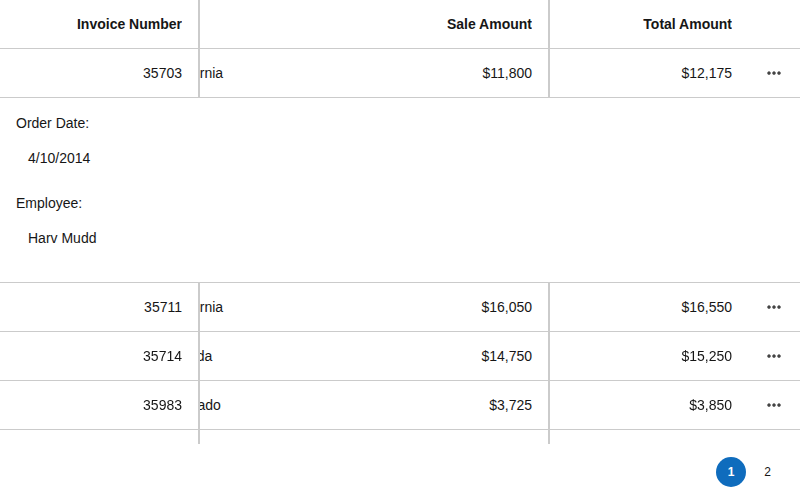 Invoice Number Sale Amount Total Amount
35703 rnia $11,800 $12,175
Order Date:
4/10/2014
Employee:
Harv Mudd
35711 rnia $16,050 $16,550
35714 da $14,750 $15,250
35983 ado $3,725 $3,850
1 2